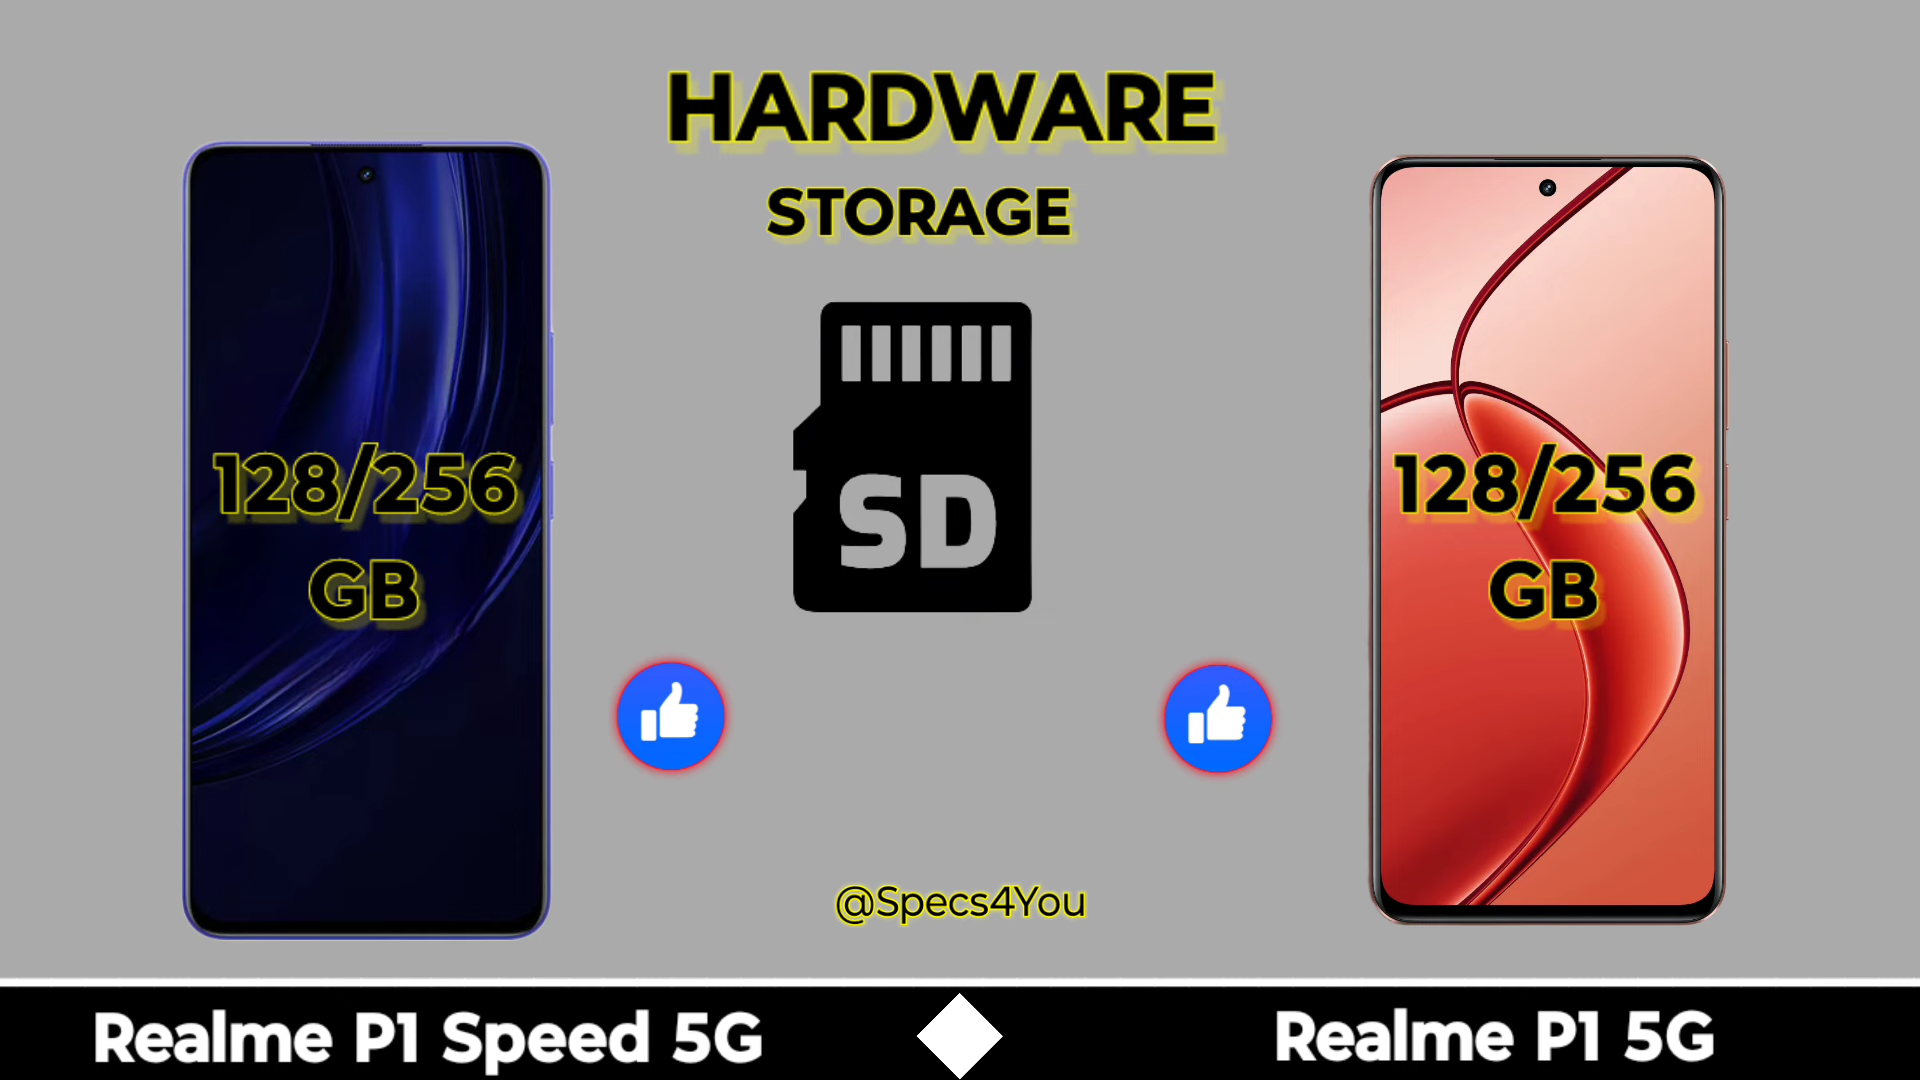 HARDWARE
STORAGE
128/256
GB
SD
128/256
GB
@Specs4You
Realme P1 Speed 5G
Realme P1 5G